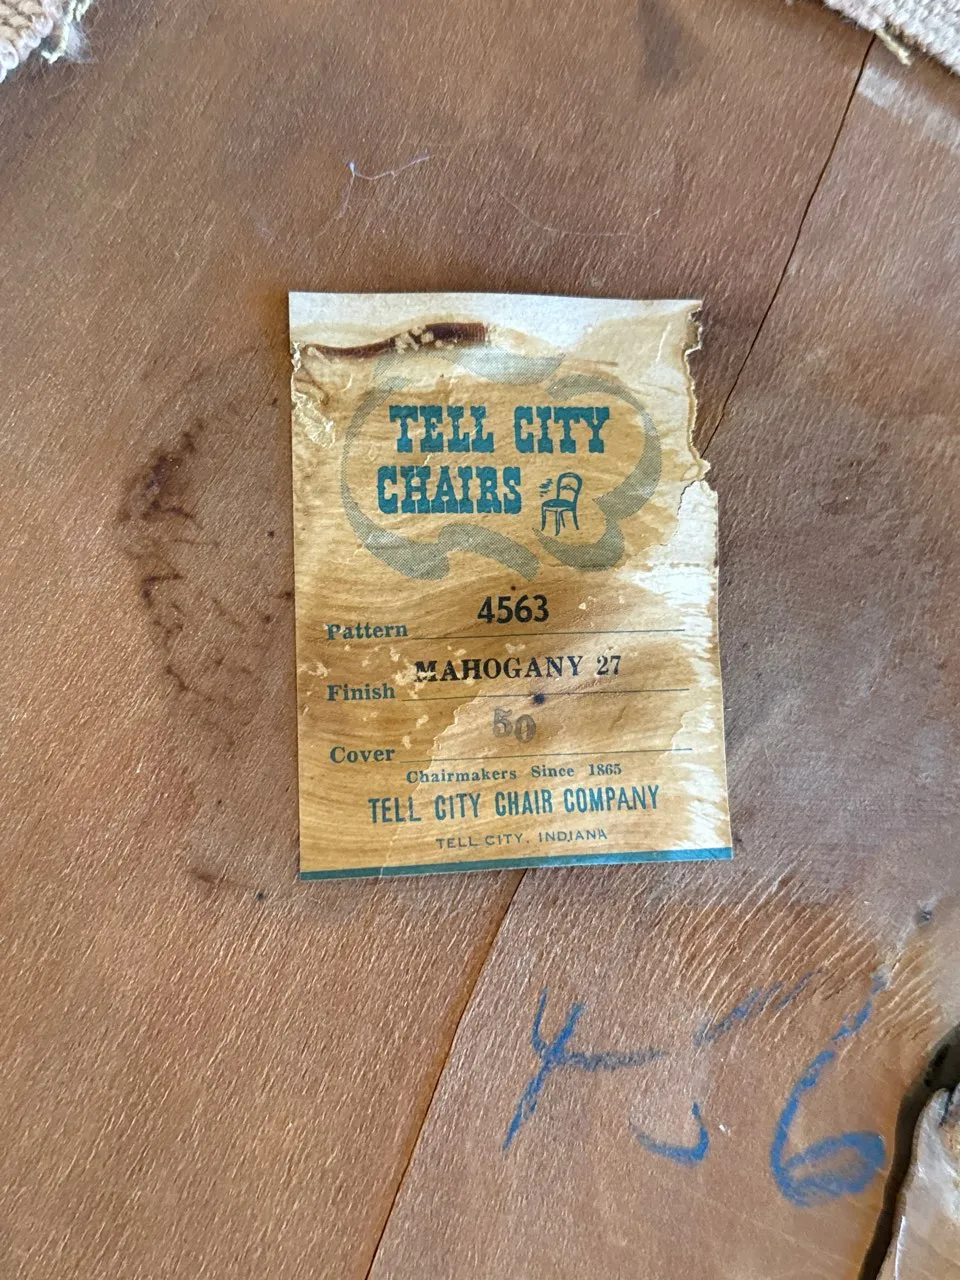 TELL CITY
CHAIRS
4563
Pattern
MAHOGANY 27
Finish
50
Cover
Chairmakers Since 1865
TELL CITY CHAIR COMPANY
TELL CITY, INDIANA
456